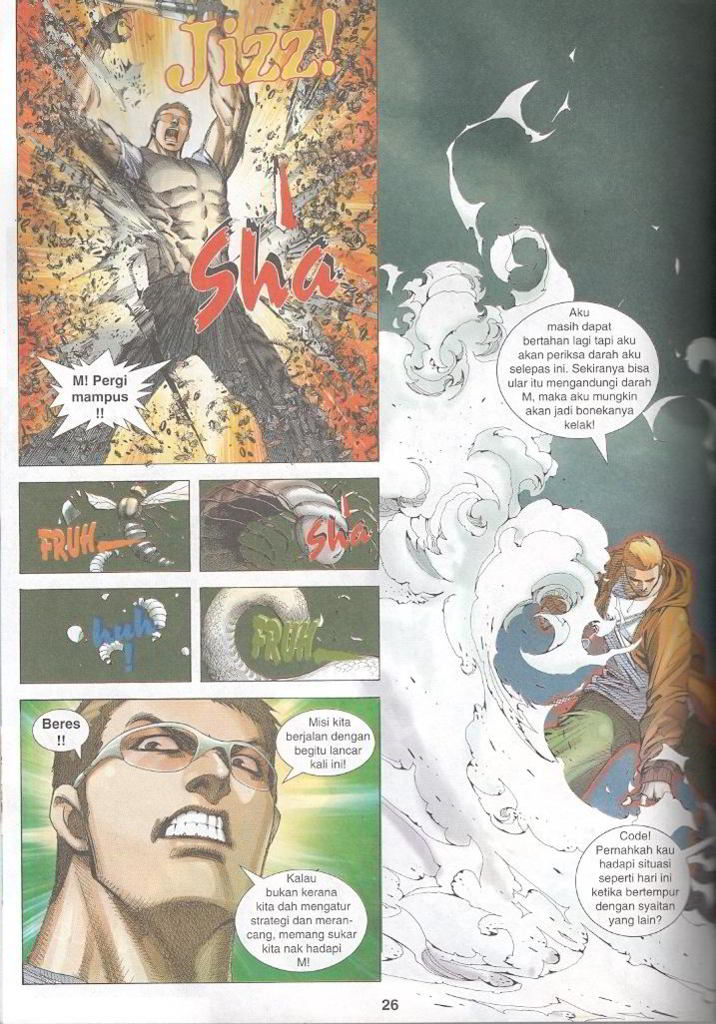 Jizz!
Sha
M! Pergi
mampus
!!
FRUH
Sha
huh
!
FRUH
Beres
!!
Misi kita
berjalan dengan
begitu lancar
kali ini!
Kalau
bukan kerana
kita dah mengatur
strategi dan meran-
cang, memang sukar
kita nak hadapi
M!
Aku
masih dapat
bertahan lagi tapi aku
akan periksa darah aku
selepas ini. Sekiranya bisa
ular itu mengandungi darah
M, maka aku mungkin
akan jadi bonekanya
kelak!
Code!
Pernahkah kau
hadapi situasi
seperti hari ini
ketika bertempur
dengan syaitan
yang lain?
26